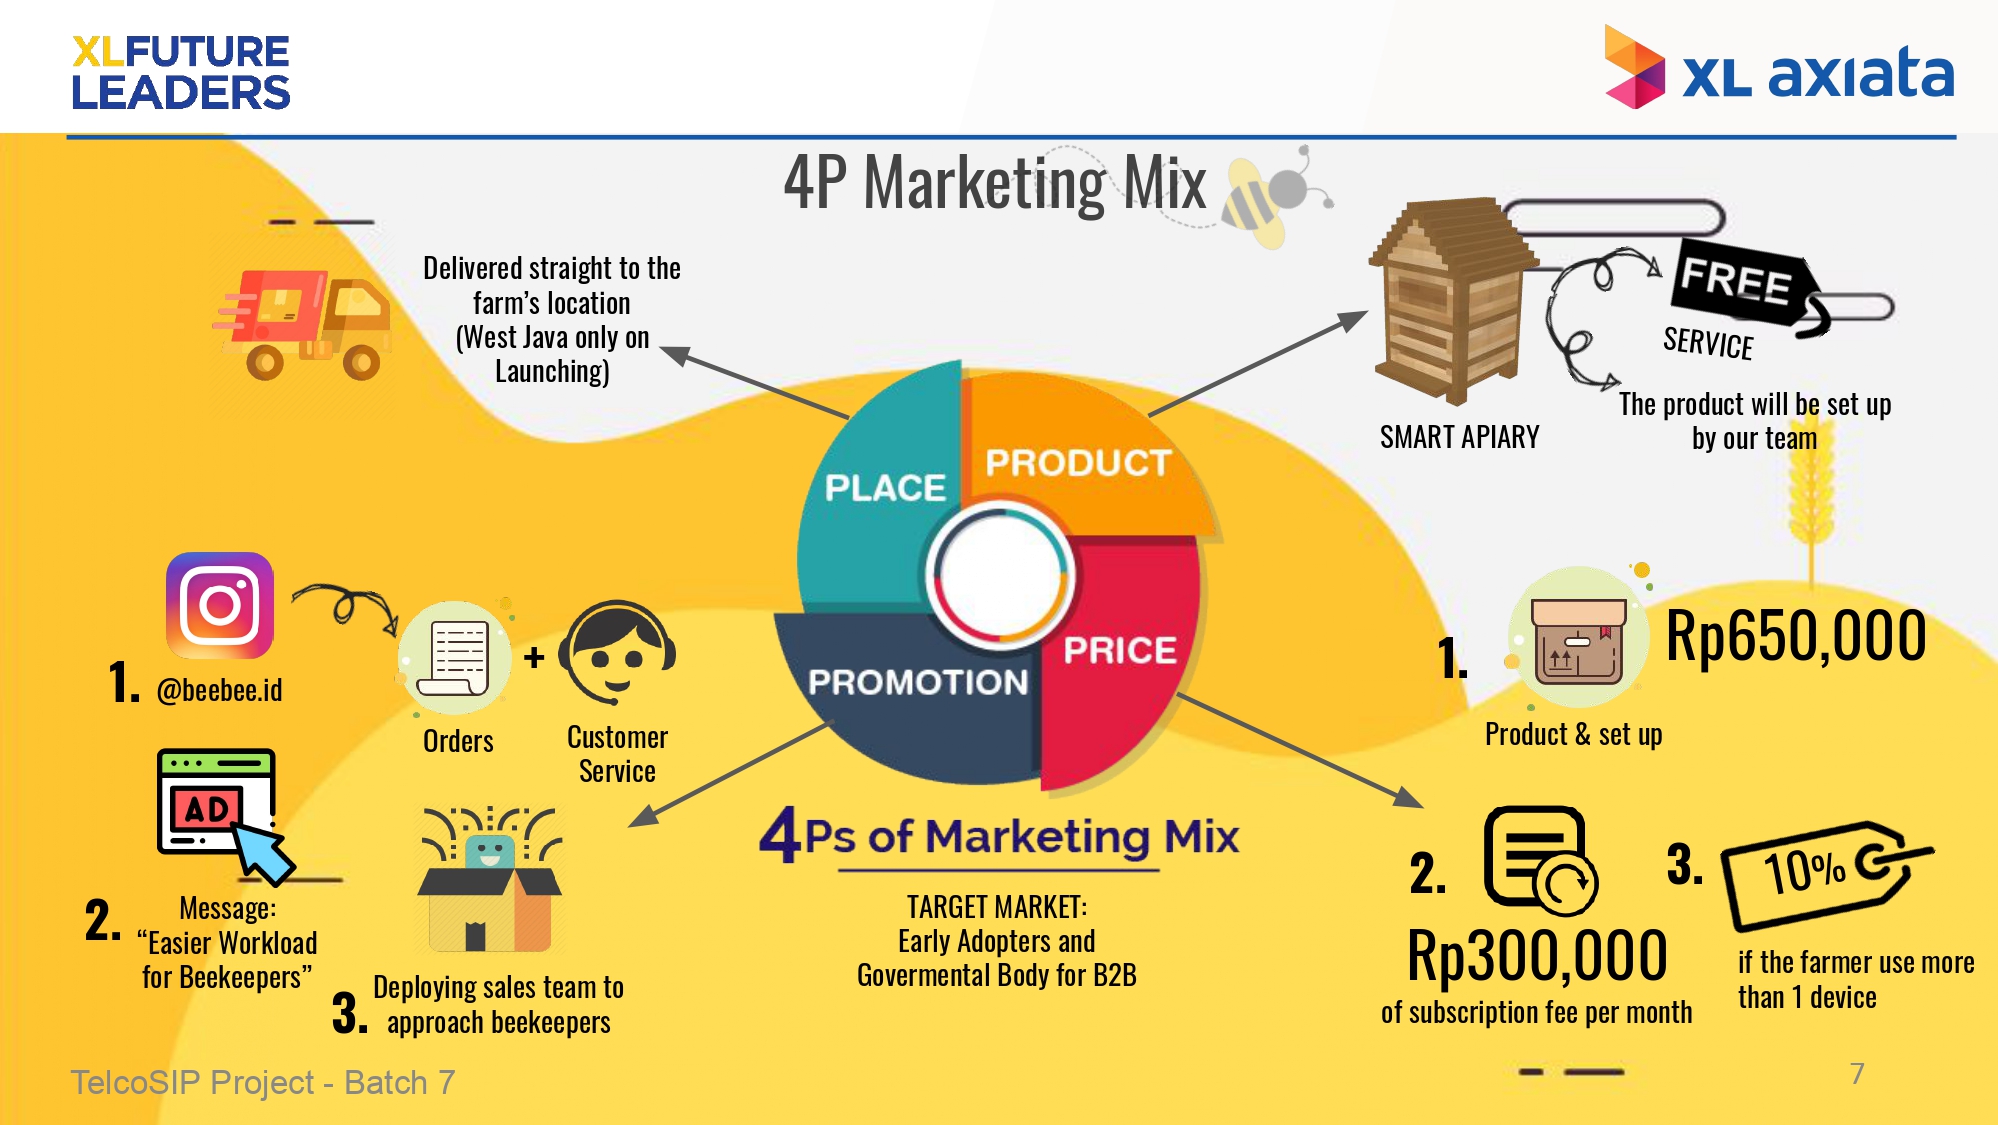 XLFUTURE
LEADERS
XL axiata
4P Marketing Mix
Delivered straight to the
farm's location
(West Java only on
Launching)
FREE
SERVICE
The product will be set up
by our team
SMART APIARY
PLACE
PRODUCT
PROMOTION
PRICE
1.
@beebee.id
Orders
+
Customer
Service
AD
2.
Message:
“Easier Workload
for Beekeepers”
3.
Deploying sales team to
approach beekeepers
4Ps of Marketing Mix
TARGET MARKET:
Early Adopters and
Govermental Body for B2B
1.
Rp650,000
Product & set up
2.
Rp300,000
of subscription fee per month
3.
10%
if the farmer use more
than 1 device
TelcoSIP Project - Batch 7
7